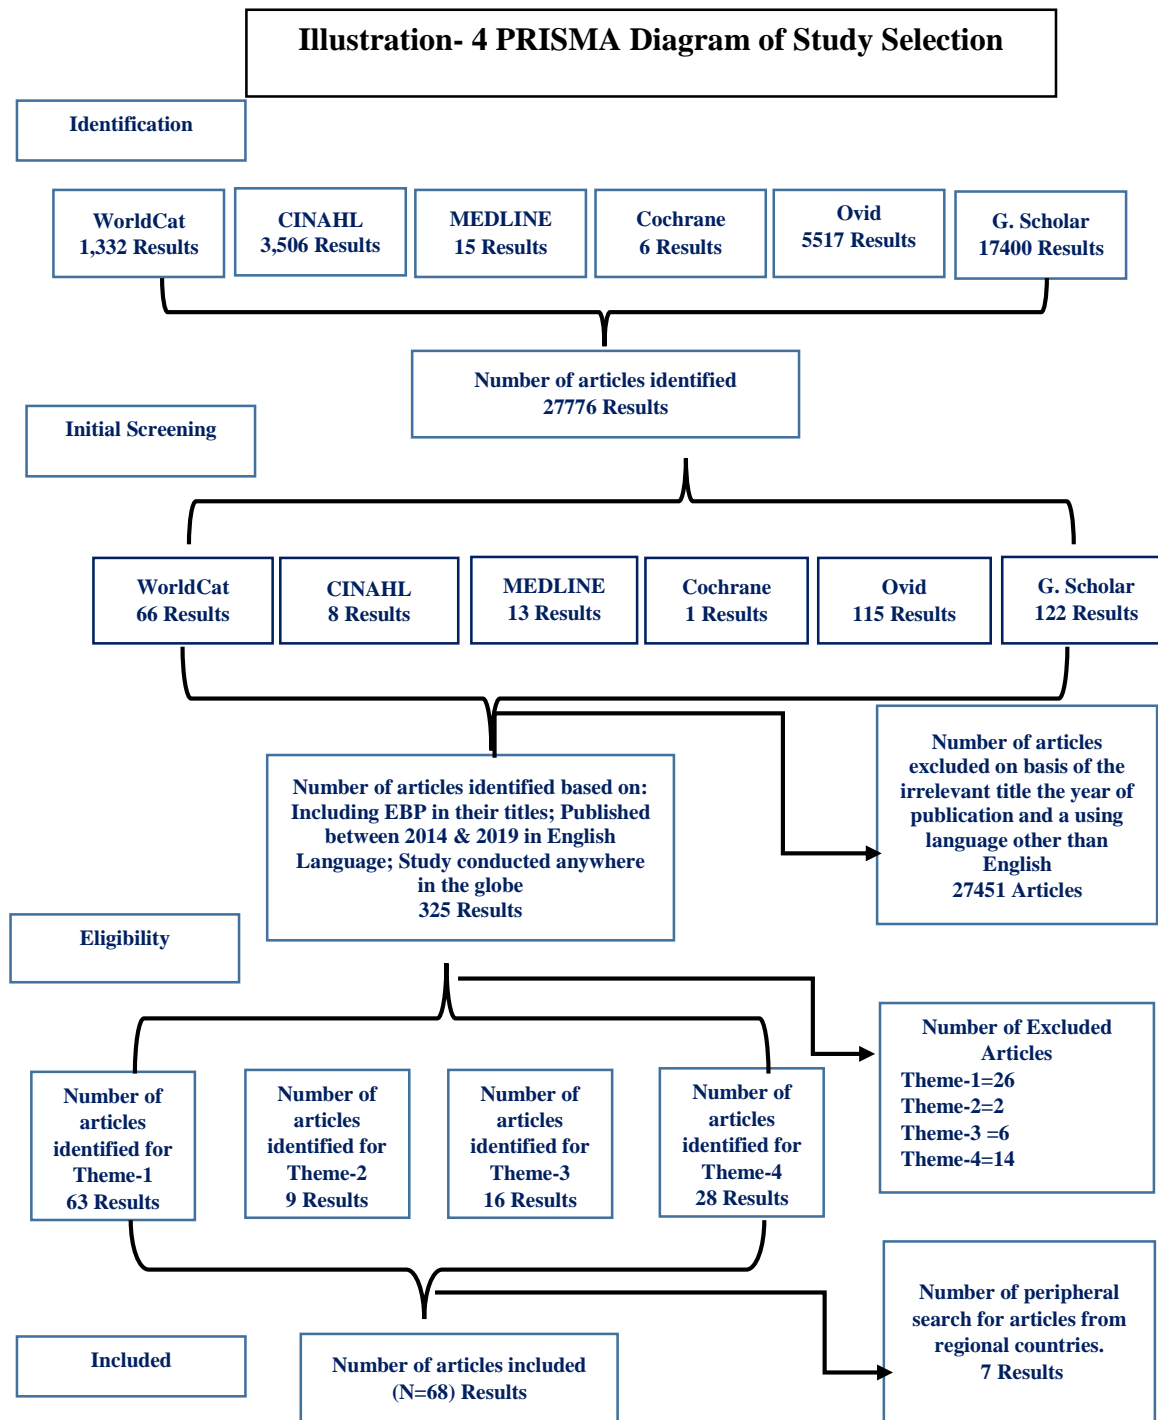 Illustration- 4 PRISMA Diagram of Study Selection
Identification
WorldCat
1,332 Results
CINAHL
3,506 Results
MEDLINE
15 Results
Cochrane
6 Results
Ovid
5517 Results
G. Scholar
17400 Results
Number of articles identified
27776 Results
Initial Screening
WorldCat
66 Results
CINAHL
8 Results
MEDLINE
13 Results
Cochrane
1 Results
Ovid
115 Results
G. Scholar
122 Results
Number of articles identified based on:
Including EBP in their titles; Published
between 2014 & 2019 in English
Language; Study conducted anywhere
in the globe
325 Results
Number of articles
excluded on basis of the
irrelevant title the year of
publication and a using
language other than
English
27451 Articles
Eligibility
Number of Excluded
Articles
Theme-1=26
Theme-2=2
Theme-3 =6
Theme-4=14
Number of
articles
identified for
Theme-1
63 Results
Number of
articles
identified for
Theme-2
9 Results
Number of
articles
identified for
Theme-3
16 Results
Number of
articles
identified for
Theme-4
28 Results
Number of peripheral
search for articles from
regional countries.
7 Results
Included
Number of articles included
(N=68) Results